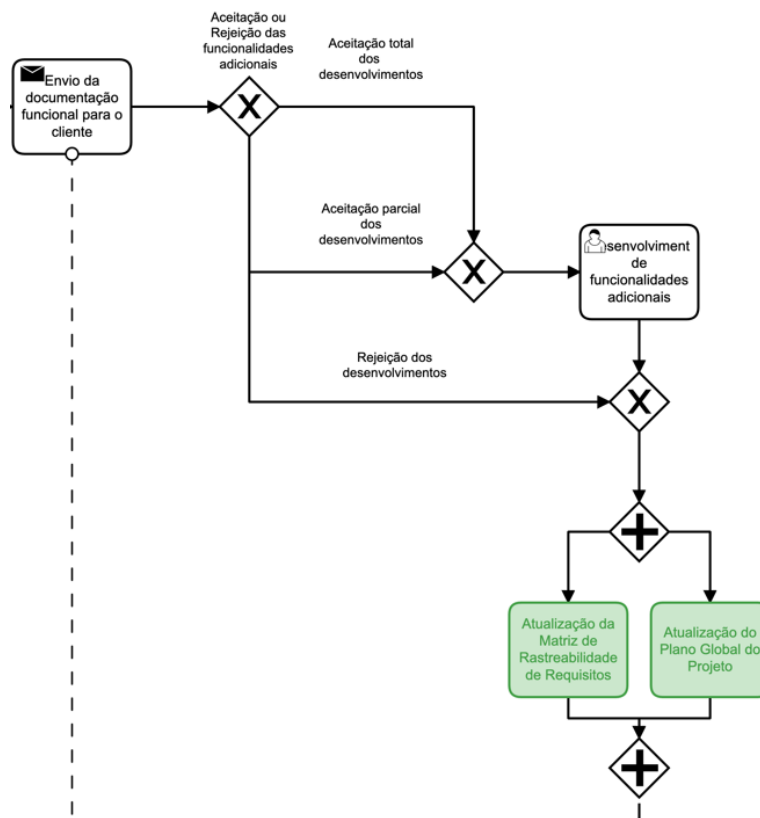 Aceitação ou
Rejeição das
funcionalidades
adicionais
Aceitação total
dos
desenvolvimentos
Envio da
documentação
funcional para o
cliente
X
Aceitação parcial
dos
desenvolvimentos
X
esenvolviment
de
funcionalidades
adicionais
Rejeição dos
desenvolvimentos
X
Atualização da
Matriz de
Rastreabilidade
de Requisitos
Atualização do
Plano Global do
Projeto